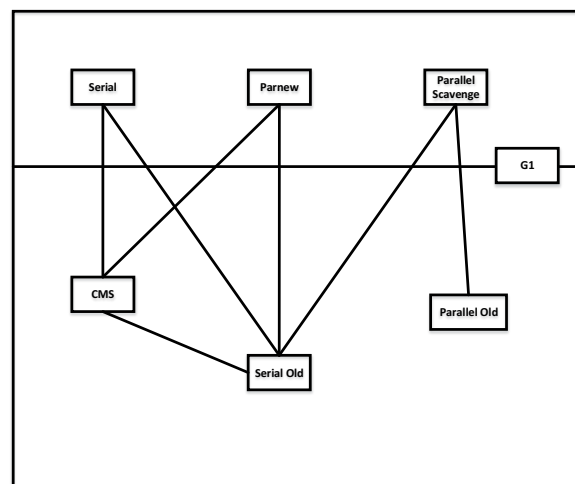 Serial
Parnew
Parallel
Scavenge
G1
CMS
Parallel Old
Serial Old